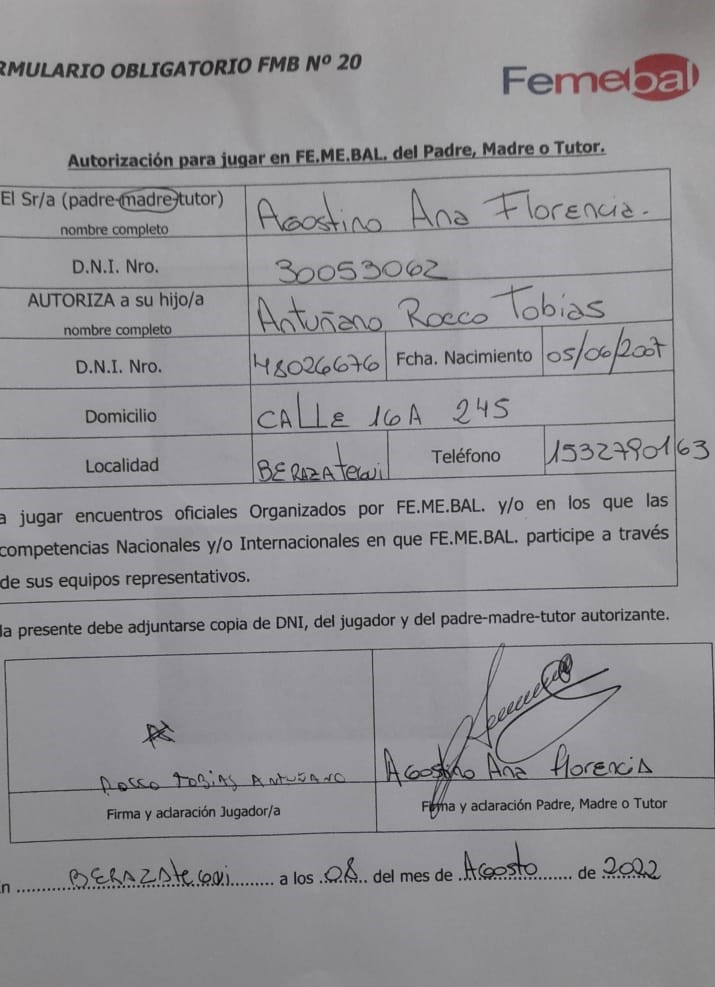 RMULARIO OBLIGATORIO FMB Nº 20
Femebal
Autorización para jugar en FE.ME.BAL. del Padre, Madre o Tutor.
El Sr/a (padre-madre-tutor) nombre completo Agostino Ana Florencia.
D.N.I. Nro. 30053062
AUTORIZA a su hijo/a nombre completo Antuñano Rocco Tobias
D.N.I. Nro. 48026676 Fcha. Nacimiento 05/06/2007
Domicilio CALLE 16A 245
Localidad BERAZATEGUI Teléfono 1532790163
a jugar encuentros oficiales Organizados por FE.ME.BAL. y/o en los que las
competencias Nacionales y/o Internacionales en que FE.ME.BAL. participe a través
de sus equipos representativos.
la presente debe adjuntarse copia de DNI, del jugador y del padre-madre-tutor autorizante.
Rocco Tobias Antuñano Agostino Ana Florencia
Firma y aclaración Jugador/a Firma y aclaración Padre, Madre o Tutor
n BERAZATEGUI a los 08 del mes de Agosto de 2022